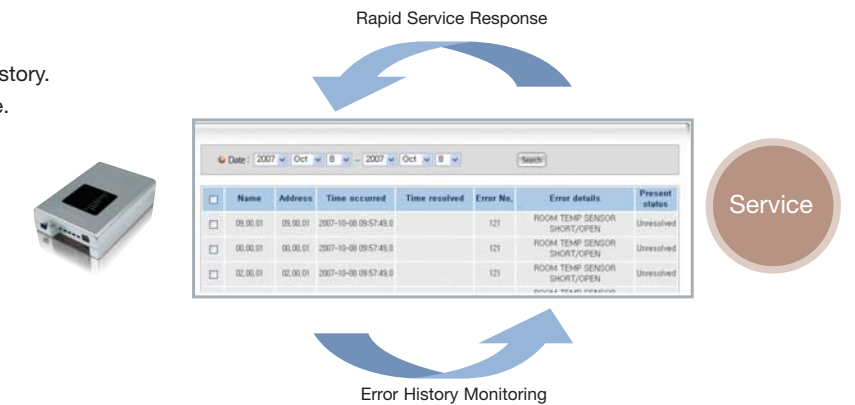 Rapid Service Response
story.
e.
Date : 2007 Oct 8 ~ 2007 Oct 8 Search
Name Address Time occurred Time resolved Error No. Error details Present status
09,00,01 09,00,01 2007-10-08 09:57:49,0 121 ROOM TEMP SENSOR SHORT/OPEN Unresolved
00,00,01 00,00,01 2007-10-08 09:57:49,0 121 ROOM TEMP SENSOR SHORT/OPEN Unresolved
02,00,01 02,00,01 2007-10-08 09:57:49,0 121 ROOM TEMP SENSOR SHORT/OPEN Unresolved
ROOM TEMP SENSOR
Service
Error History Monitoring